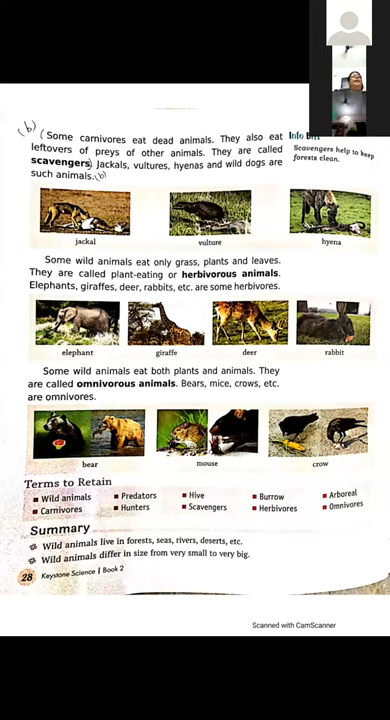 (b)
(Some carnivores eat dead animals. They also eat
leftovers of preys of other animals. They are called
scavengers) Jackals, vultures, hyenas and wild dogs are
such animals.(b)
Info
Scavengers help to keep
forests clean.
jackal
vulture
hyena
Some wild animals eat only grass, plants and leaves.
They are called plant-eating or herbivorous animals.
Elephants, giraffes, deer, rabbits, etc. are some herbivores.
elephant
giraffe
deer
rabbit
Some wild animals eat both plants and animals. They
are called omnivorous animals. Bears, mice, crows, etc.
are omnivores.
bear
mouse
crow
Terms to Retain
Wild animals
Predators
Hive
Burrow
Arboreal
Carnivores
Hunters
Scavengers
Herbivores
Omnivores
Summary
Wild animals live in forests, seas, rivers, deserts, etc.
Wild animals differ in size from very small to very big.
28 Keystone Science | Book 2
Scanned with CamScanner